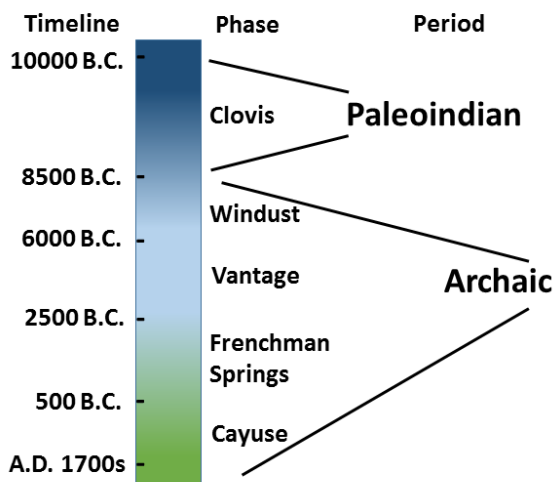 Timeline Phase Period
10000 B.C.
Clovis Paleoindian
8500 B.C.
Windust
6000 B.C.
Vantage Archaic
2500 B.C.
Frenchman
Springs
500 B.C.
Cayuse
A.D. 1700s